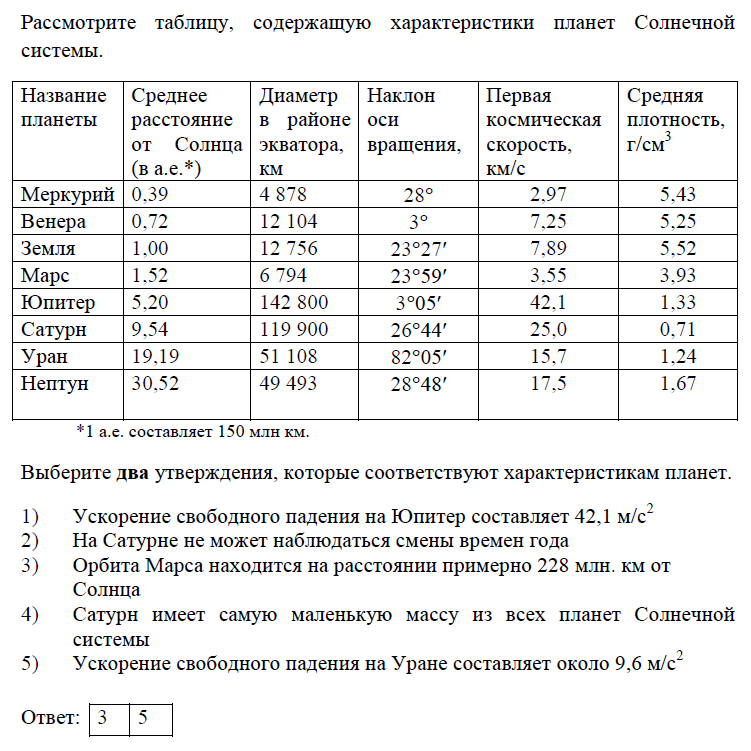 Рассмотрите таблицу, содержащую характеристики планет Солнечной
системы.
Название планеты | Среднее расстояние от Солнца (в а.е.*) | Диаметр в районе экватора, км | Наклон оси вращения, | Первая космическая скорость, км/с | Средняя плотность, г/см³
Меркурий | 0,39 | 4 878 | 28° | 2,97 | 5,43
Венера | 0,72 | 12 104 | 3° | 7,25 | 5,25
Земля | 1,00 | 12 756 | 23°27′ | 7,89 | 5,52
Марс | 1,52 | 6 794 | 23°59′ | 3,55 | 3,93
Юпитер | 5,20 | 142 800 | 3°05′ | 42,1 | 1,33
Сатурн | 9,54 | 119 900 | 26°44′ | 25,0 | 0,71
Уран | 19,19 | 51 108 | 82°05′ | 15,7 | 1,24
Нептун | 30,52 | 49 493 | 28°48′ | 17,5 | 1,67
*1 а.е. составляет 150 млн км.
Выберите два утверждения, которые соответствуют характеристикам планет.
1) Ускорение свободного падения на Юпитер составляет 42,1 м/с²
2) На Сатурне не может наблюдаться смены времен года
3) Орбита Марса находится на расстоянии примерно 228 млн. км от
Солнца
4) Сатурн имеет самую маленькую массу из всех планет Солнечной
системы
5) Ускорение свободного падения на Уране составляет около 9,6 м/с²
Ответ: 3 5